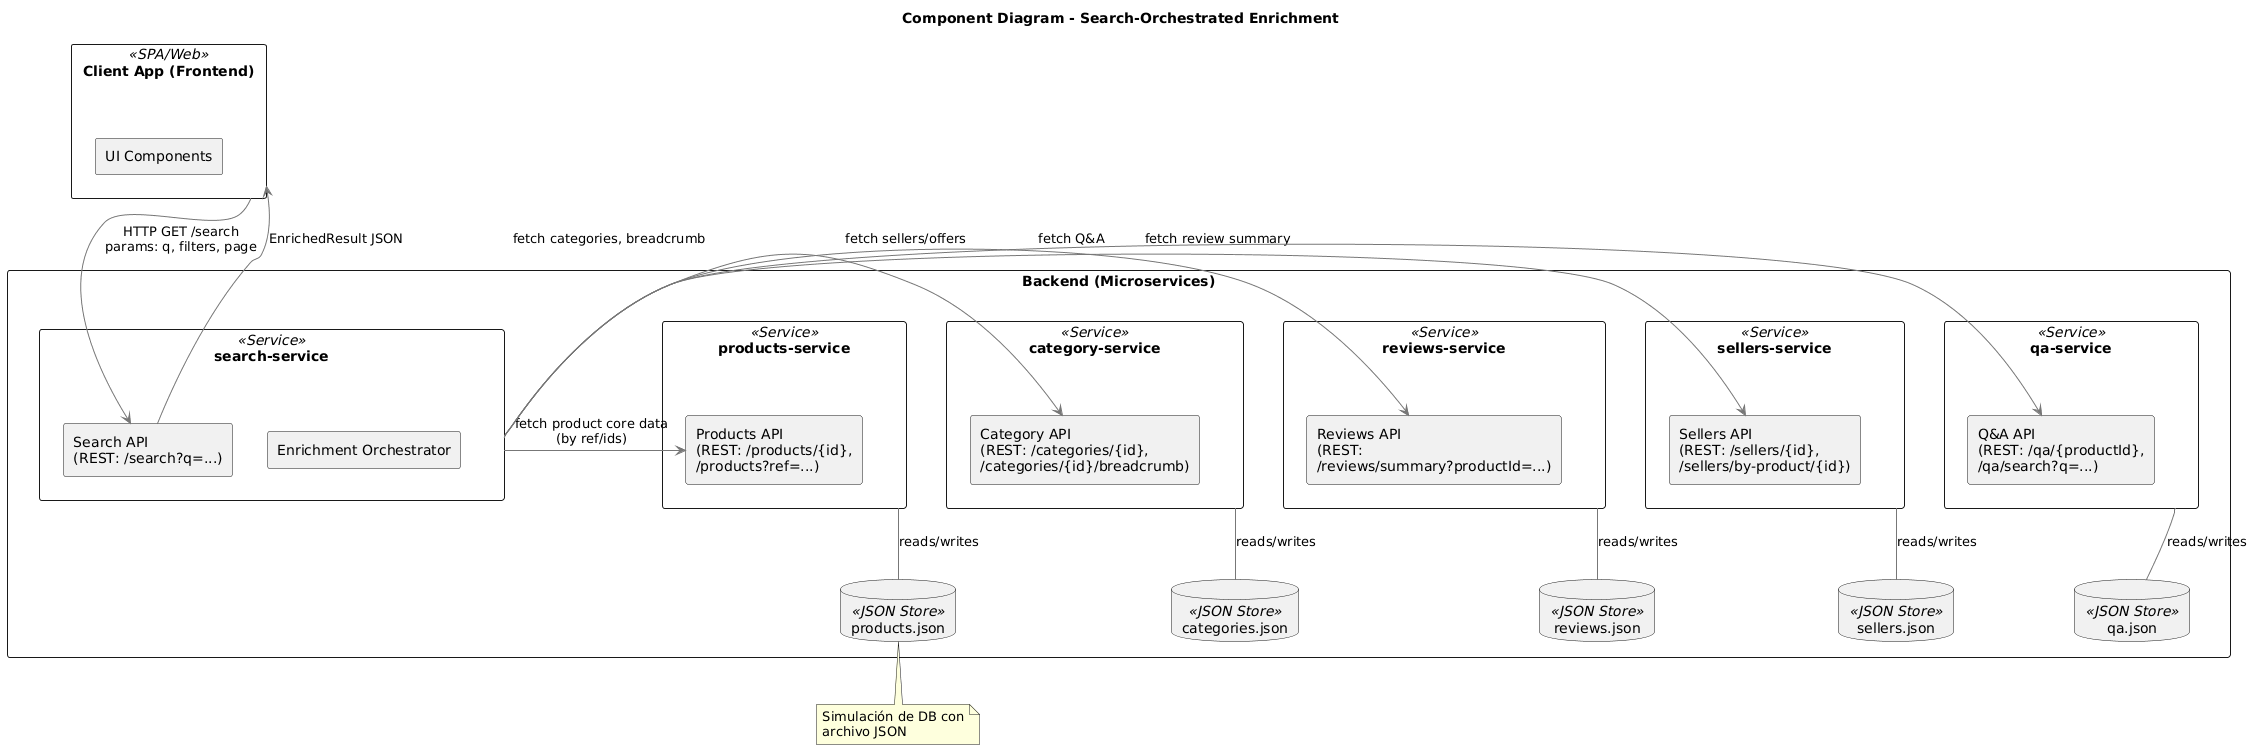 Component Diagram - Search-Orchestrated Enrichment
«SPA/Web»
Client App (Frontend)
UI Components
HTTP GET /search
params: q, filters, page
EnrichedResult JSON
fetch categories, breadcrumb
fetch sellers/offers
fetch Q&A
fetch review summary
Backend (Microservices)
«Service»
search-service
Search API
(REST: /search?q=...)
Enrichment Orchestrator
fetch product core data
(by ref/ids)
«Service»
products-service
Products API
(REST: /products/{id},
/products?ref=...)
«Service»
category-service
Category API
(REST: /categories/{id},
/categories/{id}/breadcrumb)
«Service»
reviews-service
Reviews API
(REST:
/reviews/summary?productId=...)
«Service»
sellers-service
Sellers API
(REST: /sellers/{id},
/sellers/by-product/{id})
«Service»
qa-service
Q&A API
(REST: /qa/{productId},
/qa/search?q=...)
reads/writes
reads/writes
reads/writes
reads/writes
reads/writes
«JSON Store»
products.json
«JSON Store»
categories.json
«JSON Store»
reviews.json
«JSON Store»
sellers.json
«JSON Store»
qa.json
Simulación de DB con
archivo JSON